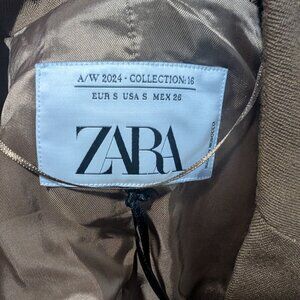 A/W 2024 - COLLECTION: 16
EUR S USA S MEX 26
ZARA